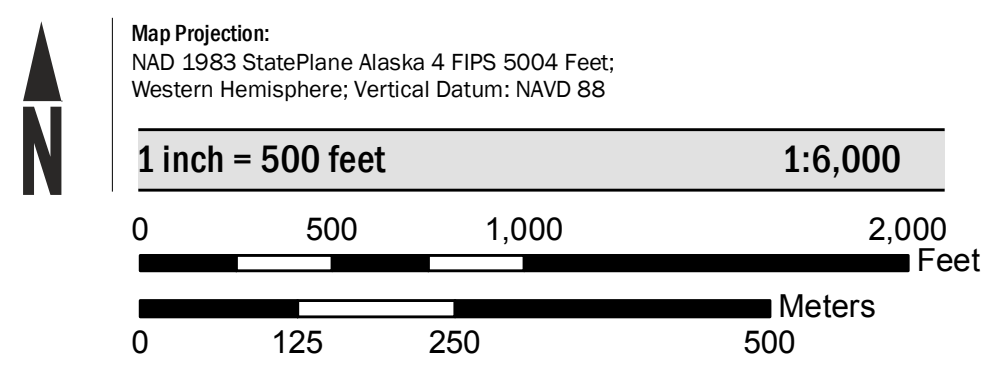 Map Projection:
NAD 1983 StatePlane Alaska 4 FIPS 5004 Feet;
Western Hemisphere; Vertical Datum: NAVD 88
N
1 inch = 500 feet 1:6,000
0 500 1,000 2,000
Feet
Meters
0 125 250 500